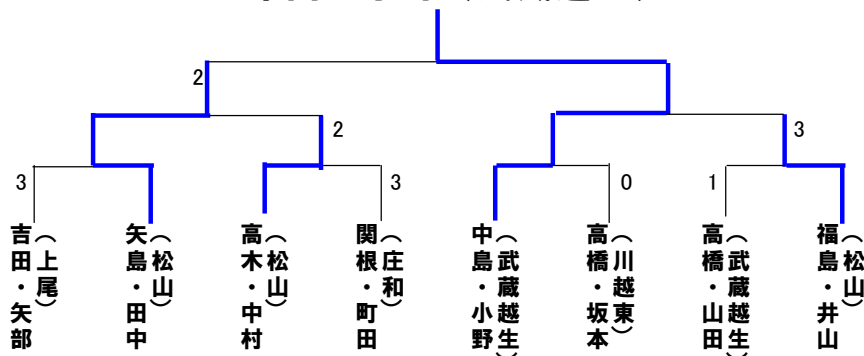 2
2
3
3
3
0
1
吉田・矢部
(上尾)
矢島・田中
(松山)
高木・中村
(松山)
関根・町田
(庄和)
中島・小野
(武蔵越生)
高橋・坂本
(川越東)
高橋・山田
(武蔵越生)
福島・井山
(松山)